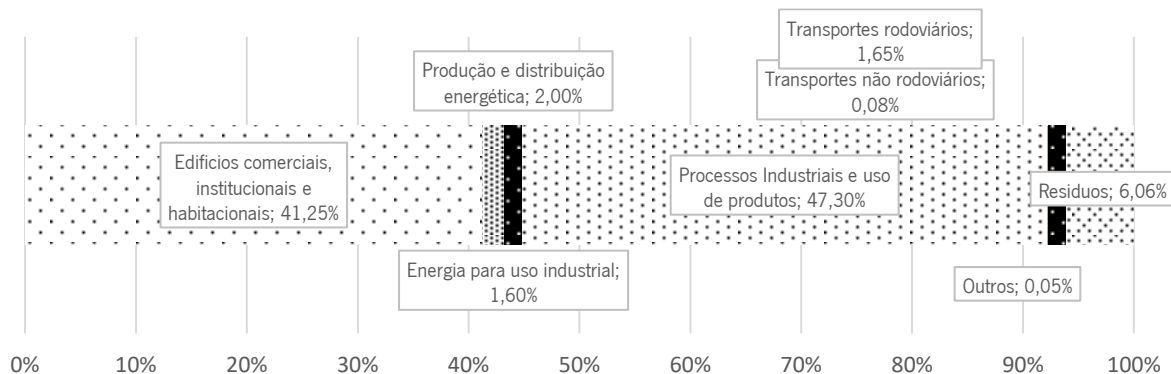 Transportes rodoviários;
1,65%
Produção e distribuição
energética; 2,00%
Transportes não rodoviários;
0,08%
Edificios comerciais,
institucionais e
habitacionais; 41,25%
Processos Industriais e uso
de produtos; 47,30%
Residuos; 6,06%
Energia para uso industrial;
1,60%
Outros; 0,05%
0% 10% 20% 30% 40% 50% 60% 70% 80% 90% 100%